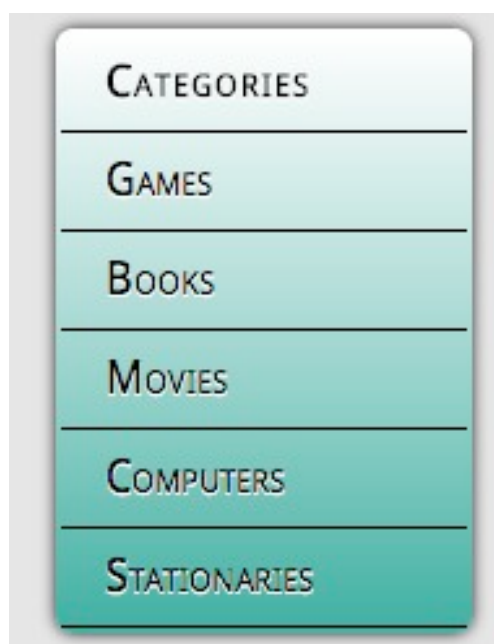 Categories
Games
Books
Movies
Computers
Stationaries